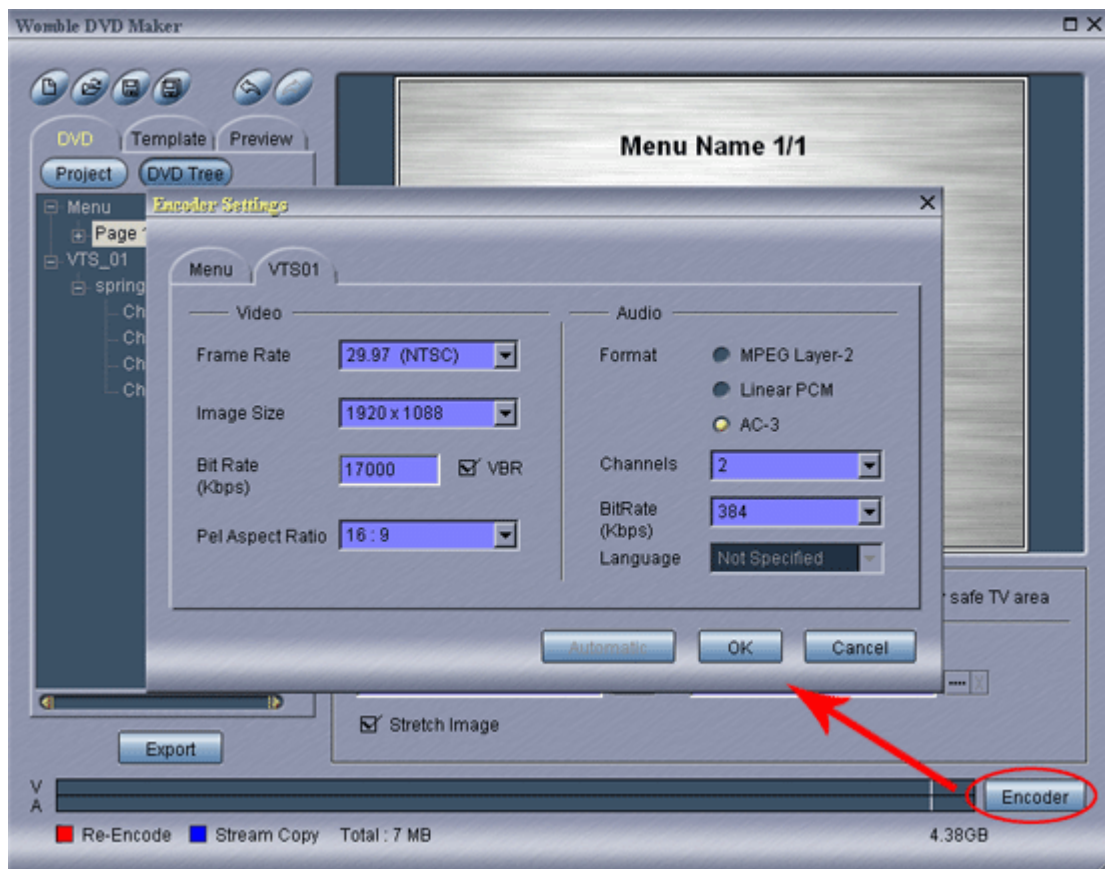 Womble DVD Maker
DVD Template Preview
Project DVD Tree
Menu Name 1/1
Menu
Page 1
VTS_01
spring
Ch
Ch
Ch
Ch
Encoder Settings
Menu VTS01
Video
Frame Rate 29.97 (NTSC)
Image Size 1920 x 1088
Bit Rate
(Kbps)
17000 VBR
Pel Aspect Ratio 16 : 9
Audio
Format MPEG Layer-2
Linear PCM
AC-3
Channels 2
BitRate
(Kbps)
384
Language Not Specified
Automatic OK Cancel
safe TV area
Stretch Image
Export
V
A
Encoder
Re-Encode Stream Copy Total : 7 MB 4.38GB